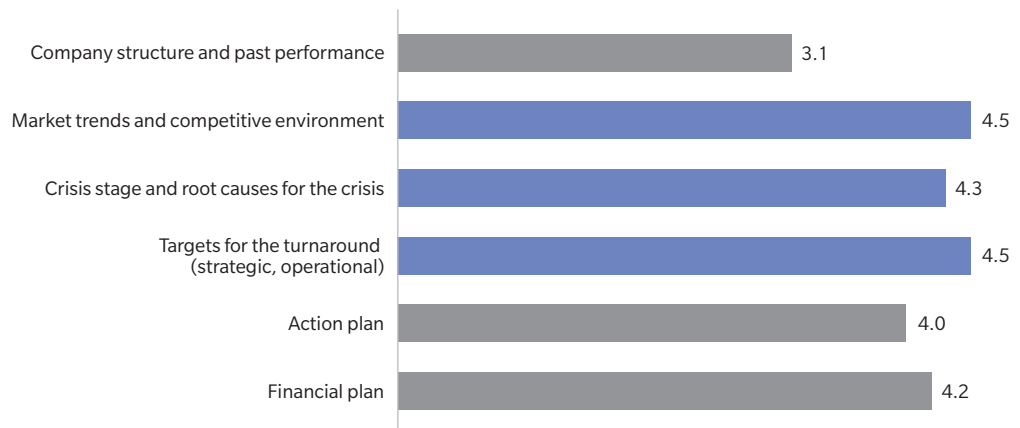 Company structure and past performance
3.1
Market trends and competitive environment
4.5
Crisis stage and root causes for the crisis
4.3
Targets for the turnaround
(strategic, operational)
4.5
Action plan
4.0
Financial plan
4.2